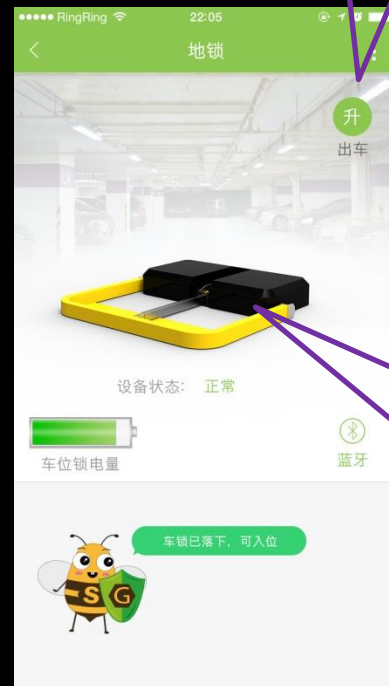 RingRing
22:05
地锁
升
出车
设备状态: 正常
车位锁电量
蓝牙
车锁已落下，可入位
S G